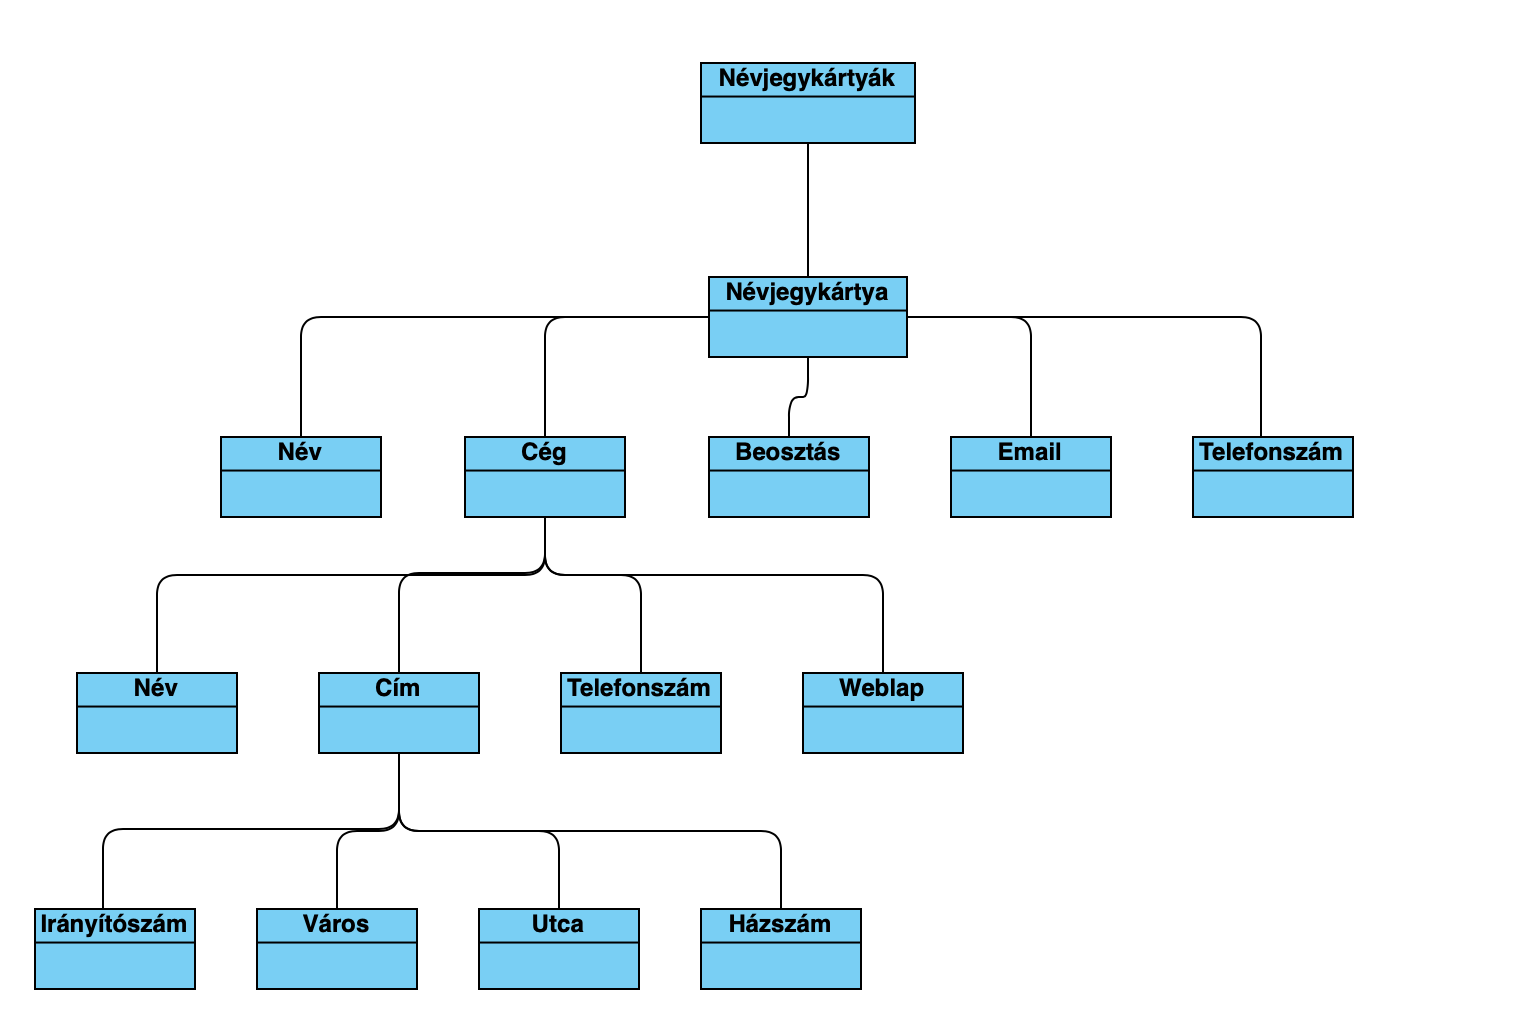 Névjegykártyák
Névjegykártya
Név
Cég
Beosztás
Email
Telefonszám
Név
Cím
Telefonszám
Weblap
Irányítószám
Város
Utca
Házszám